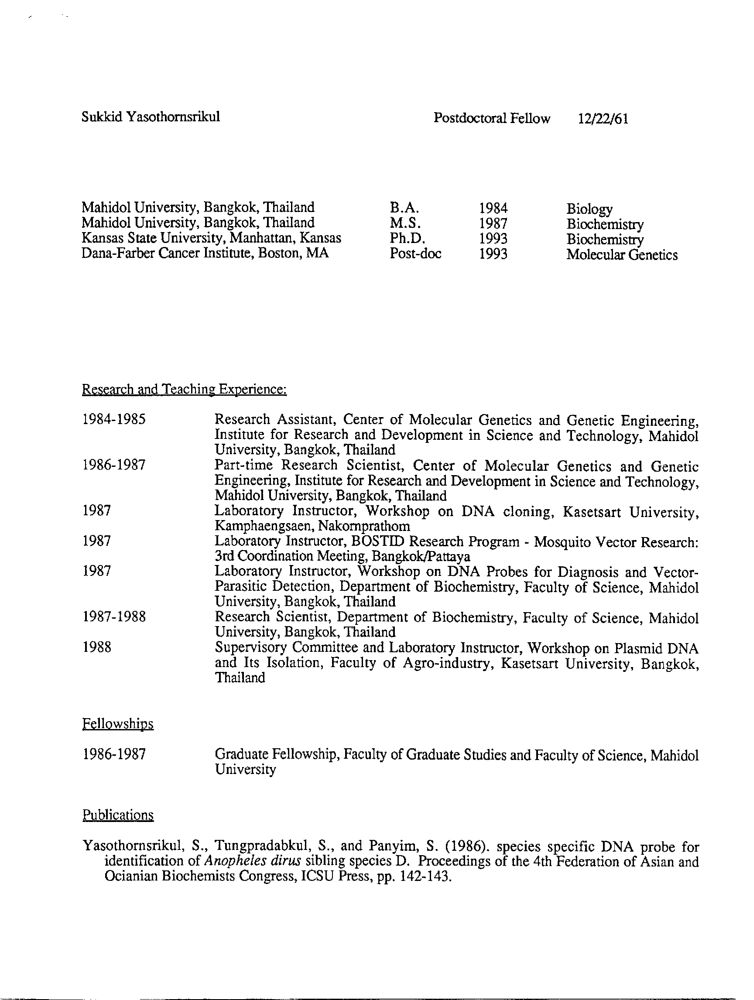 Sukkid Yasothornsrikul Postdoctoral Fellow 12/22/61
Mahidol University, Bangkok, Thailand B.A. 1984 Biology
Mahidol University, Bangkok, Thailand M.S. 1987 Biochemistry
Kansas State University, Manhattan, Kansas Ph.D. 1993 Biochemistry
Dana-Farber Cancer Institute, Boston, MA Post-doc 1993 Molecular Genetics
Research and Teaching Experience:
1984-1985 Research Assistant, Center of Molecular Genetics and Genetic Engineering,
Institute for Research and Development in Science and Technology, Mahidol
University, Bangkok, Thailand
1986-1987 Part-time Research Scientist, Center of Molecular Genetics and Genetic
Engineering, Institute for Research and Development in Science and Technology,
Mahidol University, Bangkok, Thailand
1987 Laboratory Instructor, Workshop on DNA cloning, Kasetsart University,
Kamphaengsaen, Nakornprathom
1987 Laboratory Instructor, BOSTID Research Program - Mosquito Vector Research:
3rd Coordination Meeting, Bangkok/Pattaya
1987 Laboratory Instructor, Workshop on DNA Probes for Diagnosis and Vector-
Parasitic Detection, Department of Biochemistry, Faculty of Science, Mahidol
University, Bangkok, Thailand
1987-1988 Research Scientist, Department of Biochemistry, Faculty of Science, Mahidol
University, Bangkok, Thailand
1988 Supervisory Committee and Laboratory Instructor, Workshop on Plasmid DNA
and Its Isolation, Faculty of Agro-industry, Kasetsart University, Bangkok,
Thailand
Fellowships
1986-1987 Graduate Fellowship, Faculty of Graduate Studies and Faculty of Science, Mahidol
University
Publications
Yasothornsrikul, S., Tungpradabkul, S., and Panyim, S. (1986). species specific DNA probe for
identification of Anopheles dirus sibling species D. Proceedings of the 4th Federation of Asian and
Ocianian Biochemists Congress, ICSU Press, pp. 142-143.